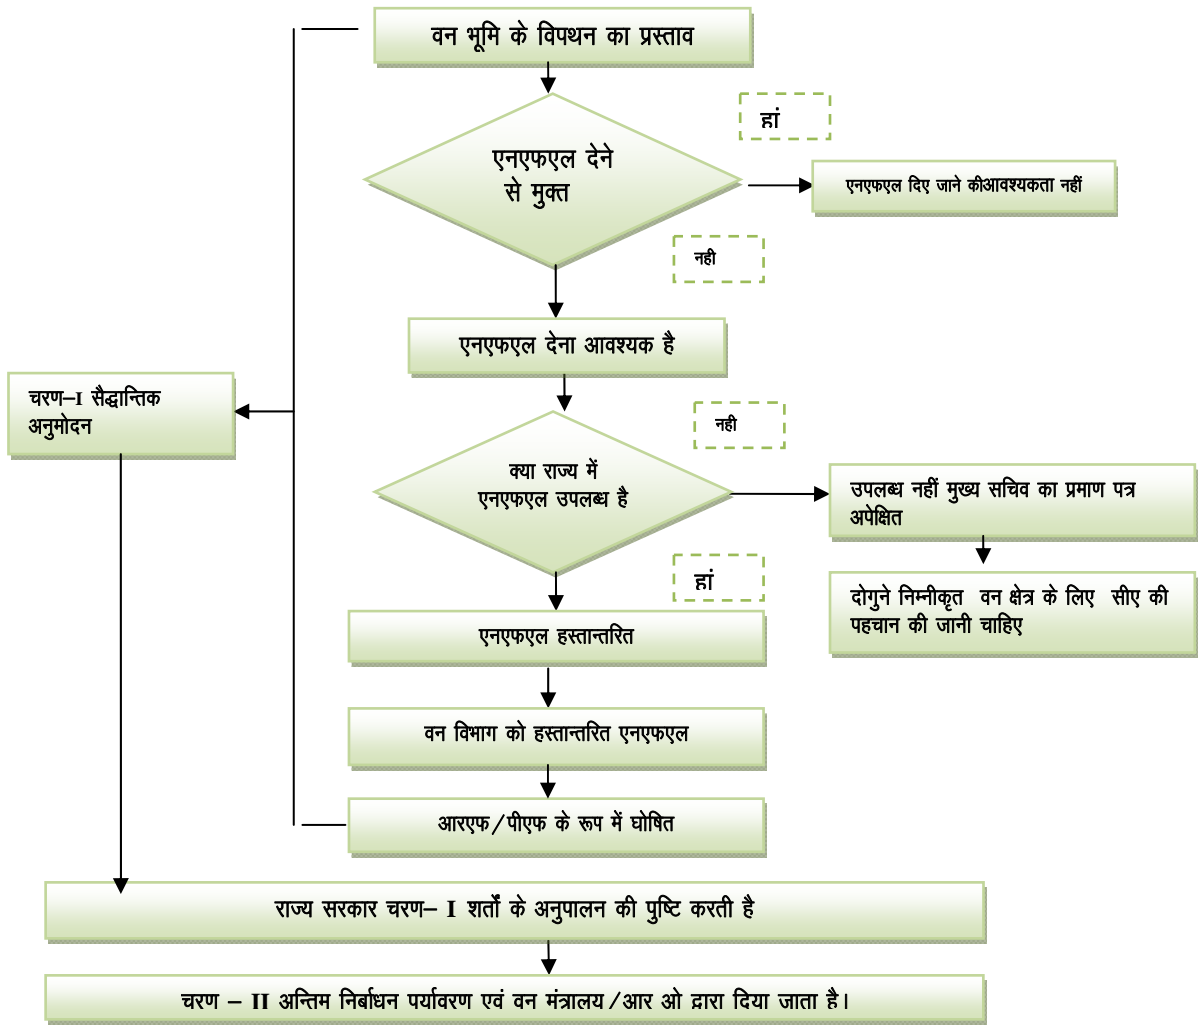 वन भूमि के विपथन का प्रस्ताव
हां
एनएफएल देने
से मुक्त
एनएफएल दिए जाने कीआवश्यकता नहीं
नही
एनएफएल देना आवश्यक है
चरण–I सैद्धान्तिक
अनुमोदन
नही
क्या राज्य में
एनएफएल उपलब्ध है
उपलब्ध नहीं मुख्य सचिव का प्रमाण पत्र
अपेक्षित
हां
दोगुने निम्नीकृत वन क्षेत्र के लिए सीए की
पहचान की जानी चाहिए
एनएफएल हस्तान्तरित
वन विभाग को हस्तान्तरित एनएफएल
आरएफ/पीएफ के रूप में घोषित
राज्य सरकार चरण– I शर्तों के अनुपालन की पुष्टि करती है
चरण – II अन्तिम निर्बाधन पर्यावरण एवं वन मंत्रालय/आर ओ द्वारा दिया जाता है।